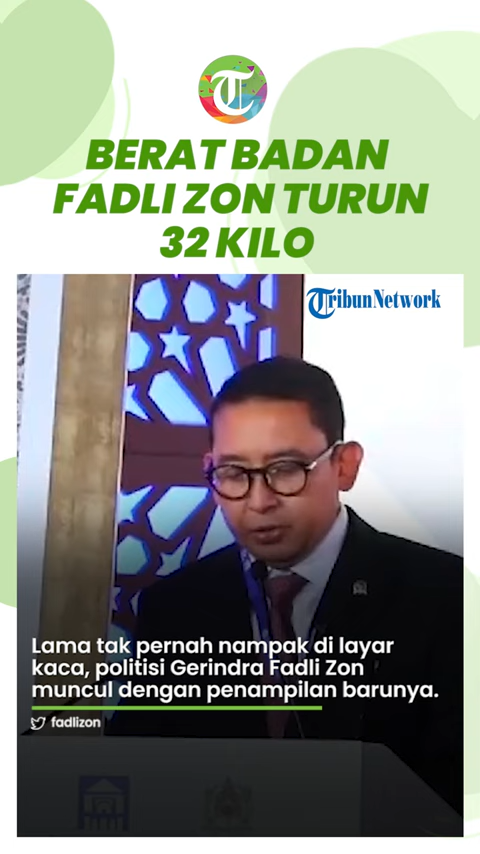 T
BERAT BADAN
FADLI ZON TURUN
32 KILO
TribunNetwork
Lama tak pernah nampak di layar
kaca, politisi Gerindra Fadli Zon
muncul dengan penampilan barunya.
fadlizon